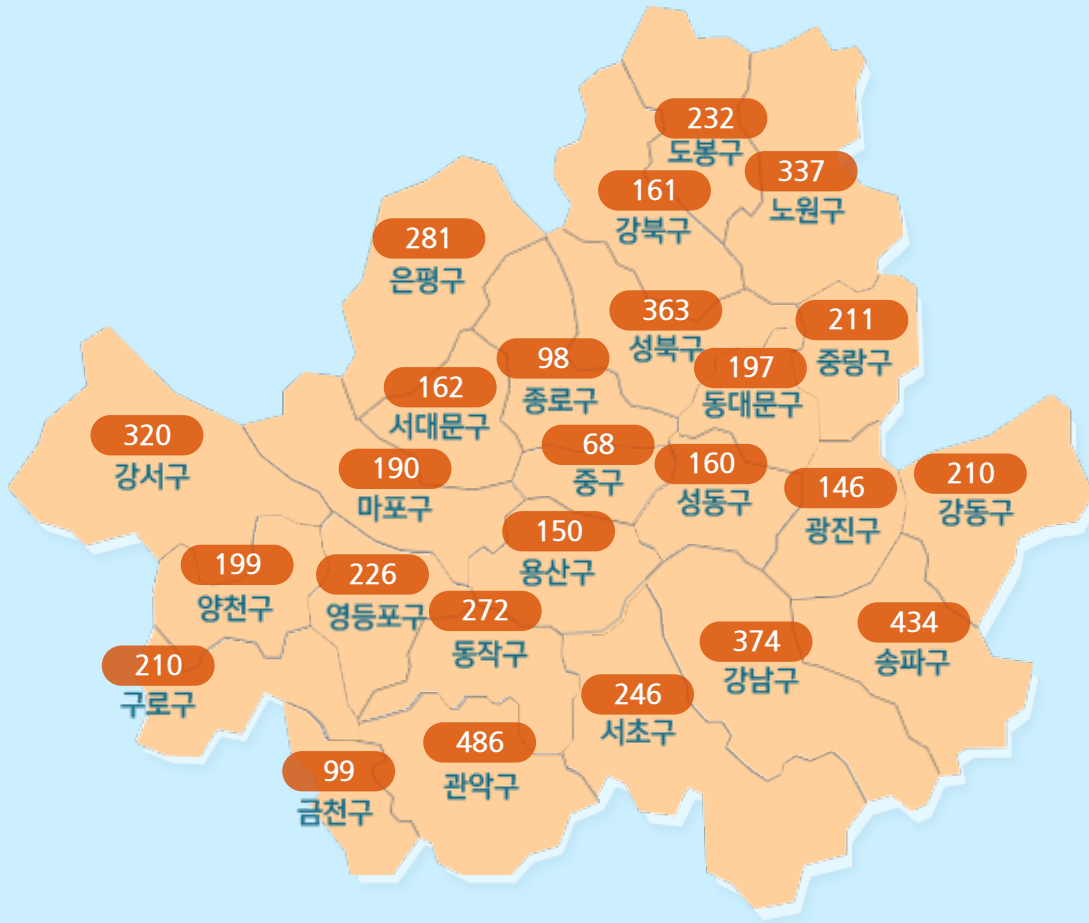 232
도봉구
337
노원구
161
강북구
281
은평구
363
성북구
211
중랑구
98
종로구
197
동대문구
162
서대문구
320
강서구
68
중구
160
성동구
190
마포구
146
광진구
210
강동구
150
용산구
199
양천구
226
영등포구
272
동작구
434
송파구
374
강남구
210
구로구
246
서초구
486
관악구
99
금천구